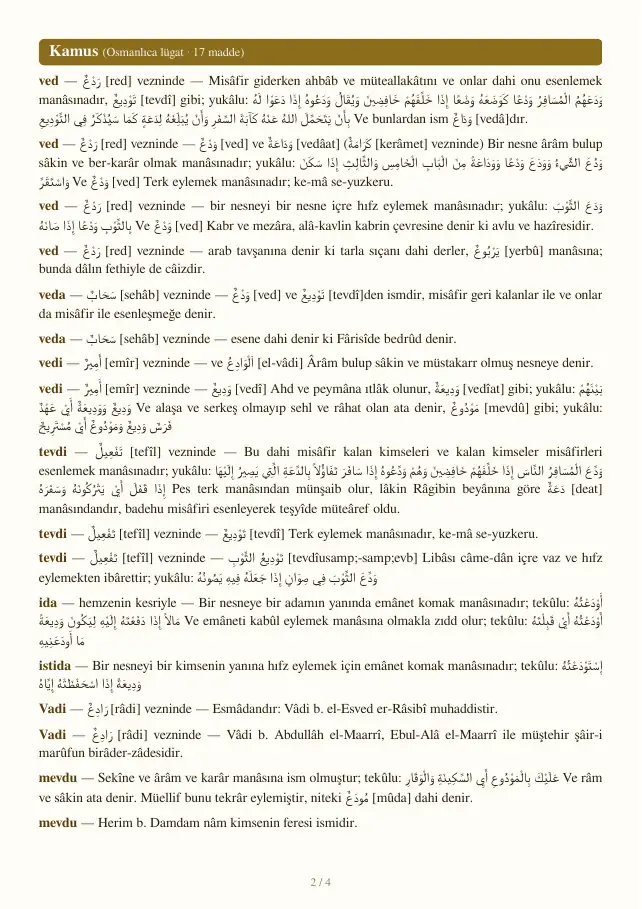 Kamus (Osmanlıca lügat · 17 madde)
ved — رَدْعٌ [red] vezninde — Misâfir giderken ahbâb ve müteallakâtını ve onlar dahi onu esenlemek
manâsınadır, تَوْدِيعٌ [tevdî] gibi; yukâlu: وَدَعَهُمُ الْمُسَافِرُ وَدْعًا كَوَضَعَهُ وَضْعًا إِذَا خَلَّفَهُمْ خَافِضِينَ وَيُقَالُ وَدَعُوهُ إِذَا دَعَوْا لَهُ
بِأَنْ يَتَحَمَّلَ اللهُ عَنْهُ كَآبَةَ السَّفَرِ وَأَنْ يُبَلِّغَهُ لِدَعَةٍ كَمَا سَيُذْكَرُ فِي التَّوْدِيعِ Ve bunlardan ism وَدَاعٌ [vedâ]dır.
ved — رَدْعٌ [red] vezninde — وَدْعٌ [ved] ve وَدَاعَةٌ [vedâat] (كَرَامَةٌ [kerâmet] vezninde) Bir nesne ârâm bulup
sâkin ve ber-karâr olmak manâsınadır; yukâlu: وَدُعَ الشَّيْءُ وَوَدَعَ وَدْعًا وَوَدَاعَةً مِنَ الْبَابِ الْخَامِسِ وَالثَّالِثِ إِذَا سَكَنَ
وَاسْتَقَرَّ Ve وَدْعٌ [ved] Terk eylemek manâsınadır; ke-mâ se-yuzkeru.
ved — رَدْعٌ [red] vezninde — bir nesneyi bir nesne içre hıfz eylemek manâsınadır; yukâlu: وَدَعَ الثَّوْبَ
بِالثَّوْبِ وَدْعًا إِذَا صَانَهُ Ve وَدْعٌ [ved] Kabr ve mezâra, alâ-kavlin kabrin çevresine denir ki avlu ve hazîresidir.
ved — رَدْعٌ [red] vezninde — arab tavşanına denir ki tarla sıçanı dahi derler, يَرْبُوعٌ [yerbû] manâsına;
bunda dâlın fethiyle de câizdir.
veda — سَحَابٌ [sehâb] vezninde — وَدْعٌ [ved] ve تَوْدِيعٌ [tevdî]den ismdir, misâfir geri kalanlar ile ve onlar
da misâfir ile esenleşmeğe denir.
veda — سَحَابٌ [sehâb] vezninde — esene dahi denir ki Fârisîde bedrûd denir.
vedi — أَمِيرٌ [emîr] vezninde — ve اَلْوَادِعُ [el-vâdi] Ârâm bulup sâkin ve müstakarr olmuş nesneye denir.
vedi — أَمِيرٌ [emîr] vezninde — وَدِيعٌ [vedî] Ahd ve peymâna ıtlâk olunur, وَدِيعَةٌ [vedîat] gibi; yukâlu: بَيْنَهُمْ
وَدِيعٌ وَوَدِيعَةٌ أَيْ عَهْدٌ Ve alaşa ve serkeş olmayıp sehl ve râhat olan ata denir, مَوْدُوعٌ [mevdû] gibi; yukâlu:
فَرَسٌ وَدِيعٌ وَمَوْدُوعٌ أَيْ مُسْتَرِيحٌ
tevdi — تَفْعِيلٌ [tefîl] vezninde — Bu dahi misâfir kalan kimseleri ve kalan kimseler misâfirleri
esenlemek manâsınadır; yukâlu: وَدَّعَ الْمُسَافِرُ النَّاسَ إِذَا خَلَّفَهُمْ خَافِضِينَ وَهُمْ وَدَّعُوهُ إِذَا سَافَرَ تَفَاؤُلاً بِالدَّعَةِ الَّتِي يَصِيرُ إِلَيْهَا
إِذَا قَفَلَ أَيْ يَتْرُكُونَهُ وَسَفَرَهُ Pes terk manâsından münşaib olur, lâkin Râgibin beyânına göre دَعَةٌ [deat]
manâsındandır, badehu misâfiri esenleyerek teşyîde müteâref oldu.
tevdi — تَفْعِيلٌ [tefîl] vezninde — تَوْدِيعٌ [tevdî] Terk eylemek manâsınadır, ke-mâ se-yuzkeru.
tevdi — تَفْعِيلٌ [tefîl] vezninde — تَوْدِيعُ الثَّوْبِ [tevdîusamp;-samp;evb] Libâsı câme-dân içre vaz ve hıfz
eylemekten ibârettir; yukâlu: وَدَّعَ الثَّوْبَ فِي صِوَانٍ إِذَا جَعَلَهُ فِيهِ يَصُونُهُ
ida — hemzenin kesriyle — Bir nesneye bir adamın yanında emânet komak manâsınadır; tekûlu: أَوْدَعْتُهُ
مَالاً إِذَا دَفَعْتَهُ إِلَيْهِ لِيَكُونَ وَدِيعَةً Ve emâneti kabûl eylemek manâsına olmakla zıdd olur; tekûlu: أَوْدَعْتُهُ أَيْ قَبِلْتُهُ
مَا أَودَعَنِيهِ
istida — Bir nesneyi bir kimsenin yanına hıfz eylemek için emânet komak manâsınadır; tekûlu: إِسْتَوْدَعْتُهُ
وَدِيعَةً إِذَا اسْتَحْفَظْتَهُ إِيَّاهُ
Vadi — رَادِعٌ [râdi] vezninde — Esmâdandır: Vâdi b. el-Esved er-Râsibî muhaddistir.
Vadi — رَادِعٌ [râdi] vezninde — Vâdi b. Abdullâh el-Maarrî, Ebul-Alâ el-Maarrî ile müştehir şâir-i
marûfun birâder-zâdesidir.
mevdu — Sekîne ve ârâm ve karâr manâsına ism olmuştur; tekûlu: عَلَيْكَ بِالْمَوْدُوعِ أَيِ السَّكِينَةِ وَالْوَقَارِ Ve râm
ve sâkin ata denir. Müellif bunu tekrâr eylemiştir, niteki مُودَعٌ [mûda] dahi denir.
mevdu — Herim b. Damdam nâm kimsenin feresi ismidir.
2 / 4